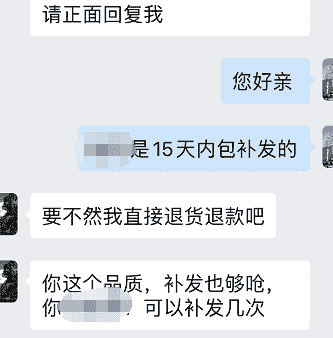 请正面回复我
您好亲
是15天内包补发的
要不然我直接退货退款吧
你这个品质，补发也够呛，
你，可以补发几次